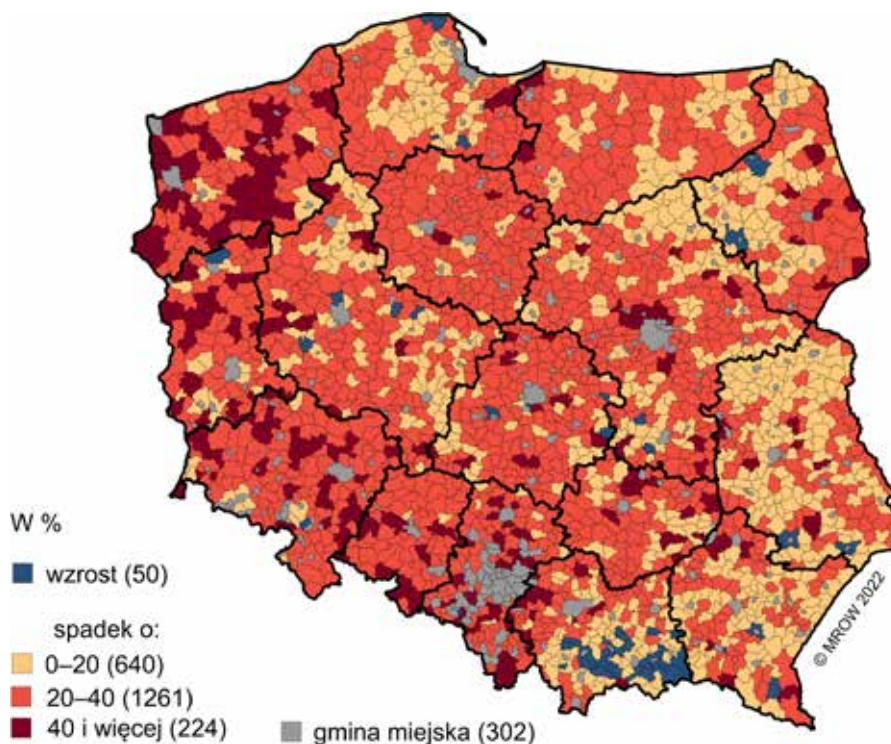 W %
wzrost (50)
spadek o:
0–20 (640)
20–40 (1261)
40 i więcej (224)
gmina miejska (302)
© MROW 2022